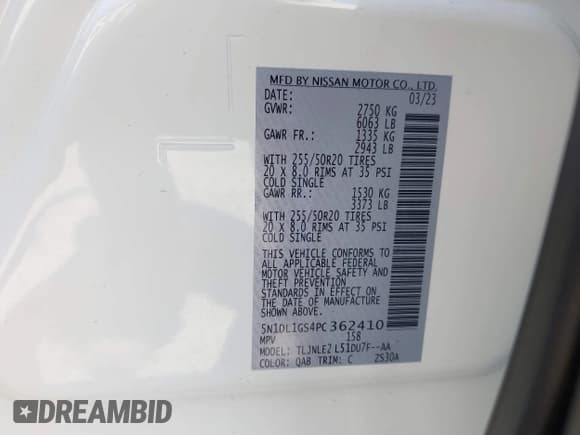 MFD BY NISSAN MOTOR CO., LTD.
DATE: 03/23
GVWR: 2750 KG
6063 LB
GAWR FR.: 1335 KG
2943 LB
WITH 255/50R20 TIRES
20 X 8.0 RIMS AT 35 PSI
COLD SINGLE
GAWR RR.: 1530 KG
3373 LB
WITH 255/50R20 TIRES
20 X 8.0 RIMS AT 35 PSI
COLD SINGLE
THIS VEHICLE CONFORMS TO
ALL APPLICABLE FEDERAL
MOTOR VEHICLE SAFETY AND
THEFT PREVENTION
STANDARDS IN EFFECT ON
THE DATE OF MANUFACTURE
SHOWN ABOVE.
5N1DL1GS4PC362410
MPV 158
MODEL: TLJNLE2 L51DU7F--AA
COLOR: QAB TRIM: C ZS30A
DREAMBID